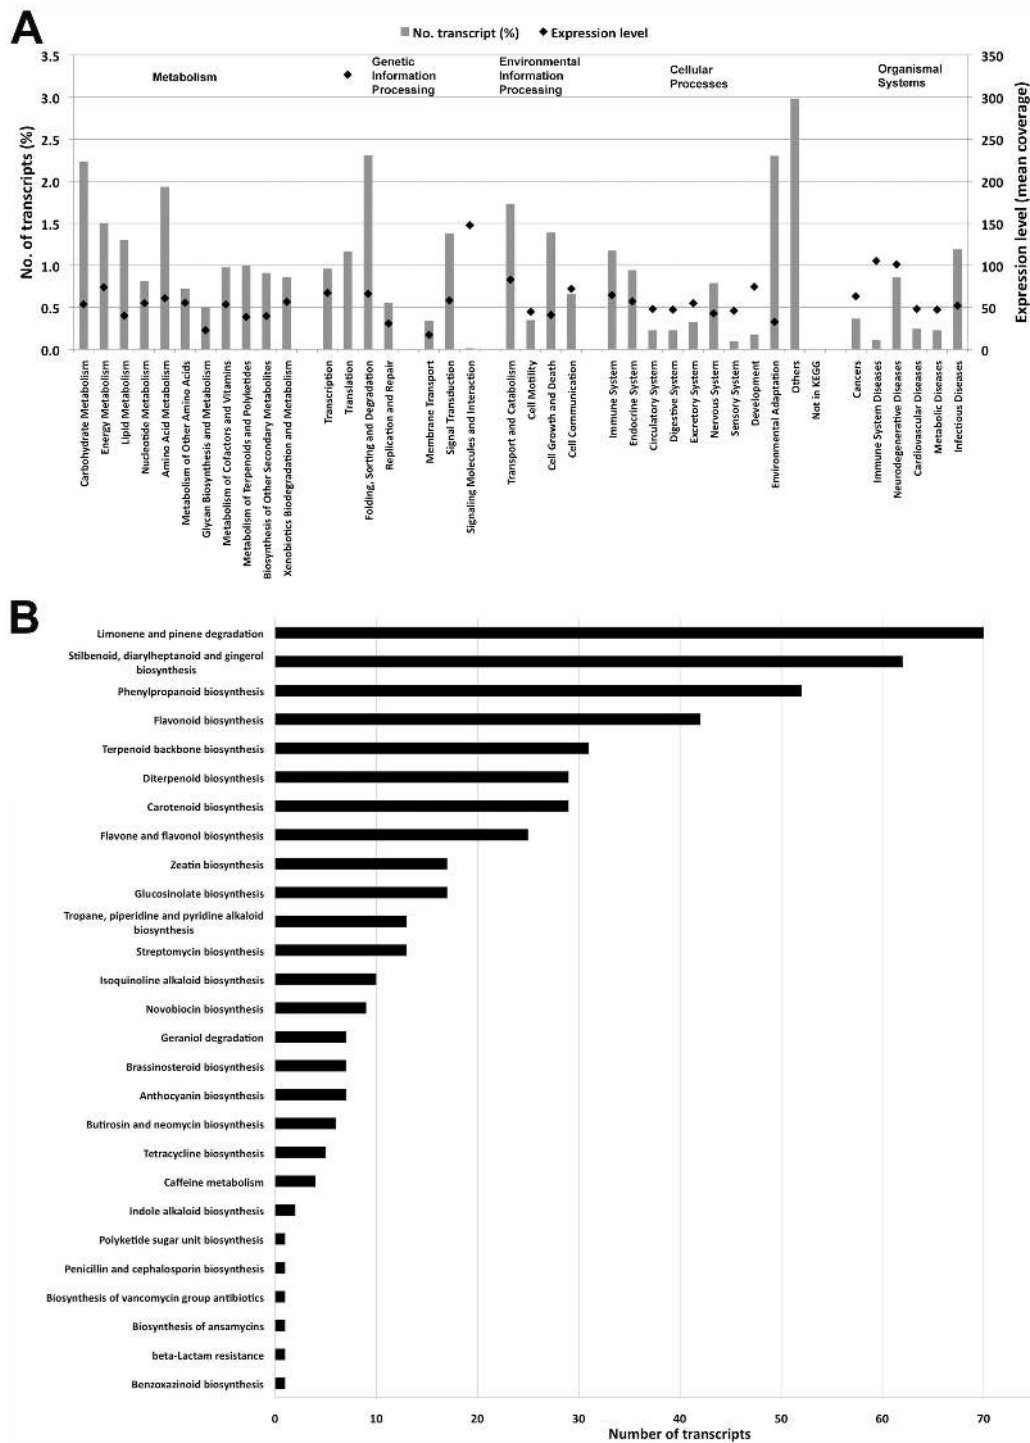 A
No. transcript (%)
Expression level
3.5
3.0
2.5
2.0
1.5
1.0
0.5
0.0
No. of transcripts (%)
350
300
250
200
150
100
50
0
Expression level (mean coverage)
Metabolism
Genetic
Information
Processing
Environmental
Information
Processing
Cellular
Processes
Organismal
Systems
Carbohydrate Metabolism
Energy Metabolism
Lipid Metabolism
Nucleotide Metabolism
Amino Acid Metabolism
Metabolism of Other Amino Acids
Glycan Biosynthesis and Metabolism
Metabolism of Cofactors and Vitamins
Metabolism of Terpenoids and Polyketides
Biosynthesis of Other Secondary Metabolites
Xenobiotics Biodegradation and Metabolism
Transcription
Translation
Folding, Sorting and Degradation
Replication and Repair
Membrane Transport
Signal Transduction
Signaling Molecules and Interaction
Transport and Catabolism
Cell Motility
Cell Growth and Death
Cell Communication
Immune System
Endocrine System
Circulatory System
Digestive System
Excretory System
Nervous System
Sensory System
Development
Environmental Adaptation
Others
Not in KEGG
Cancers
Immune System Diseases
Neurodegenerative Diseases
Cardiovascular Diseases
Metabolic Diseases
Infectious Diseases
B
Limonene and pinene degradation
Stilbenoid, diarylheptanoid and gingerol
biosynthesis
Phenylpropanoid biosynthesis
Flavonoid biosynthesis
Terpenoid backbone biosynthesis
Diterpenoid biosynthesis
Carotenoid biosynthesis
Flavone and flavonol biosynthesis
Zeatin biosynthesis
Glucosinolate biosynthesis
Tropane, piperidine and pyridine alkaloid
biosynthesis
Streptomycin biosynthesis
Isoquinoline alkaloid biosynthesis
Novobiocin biosynthesis
Geraniol degradation
Brassinosteroid biosynthesis
Anthocyanin biosynthesis
Butirosin and neomycin biosynthesis
Tetracycline biosynthesis
Caffeine metabolism
Indole alkaloid biosynthesis
Polyketide sugar unit biosynthesis
Penicillin and cephalosporin biosynthesis
Biosynthesis of vancomycin group antibiotics
Biosynthesis of ansamycins
beta-Lactam resistance
Benzoxazinoid biosynthesis
0 10 20 30 40 50 60 70
Number of transcripts